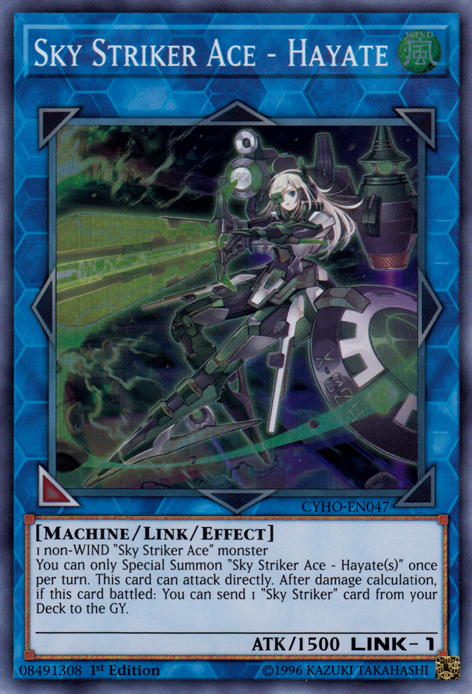 SKY STRIKER ACE - HAYATE
WIND
風
CYHO-EN047
[MACHINE/LINK/EFFECT]
1 non-WIND "Sky Striker Ace" monster
You can only Special Summon "Sky Striker Ace - Hayate(s)" once
per turn. This card can attack directly. After damage calculation,
if this card battled: You can send 1 "Sky Striker" card from your
Deck to the GY.
ATK/1500 LINK-1
08491308 1st Edition ©1996 KAZUKI TAKAHASHI